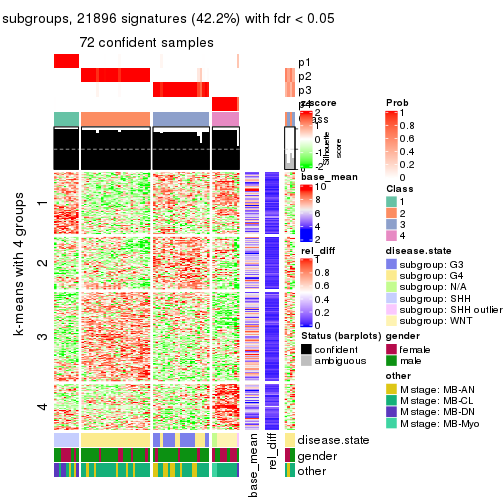 subgroups, 21896 signatures (42.2%) with fdr < 0.05
72 confident samples
p1
p2
p3
p4
Class
Silhouette
score
k-means with 4 groups
1
2
3
4
base_mean
rel_diff
disease.state
gender
other
z-score
2
1
0
-1
-2
base_mean
10
8
6
4
2
rel_diff
1
0.8
0.6
0.4
0.2
0
Status (barplots)
confident
ambiguous
Prob
1
0.8
0.6
0.4
0.2
0
Class
1
2
3
4
disease.state
subgroup: G3
subgroup: G4
subgroup: N/A
subgroup: SHH
subgroup: SHH outlier
subgroup: WNT
gender
female
male
other
M stage: MB-AN
M stage: MB-CL
M stage: MB-DN
M stage: MB-Myo